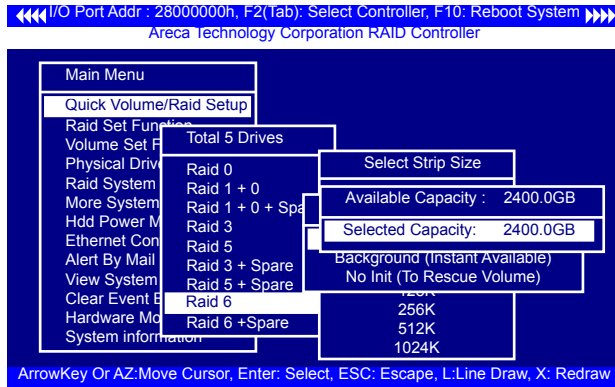 I/O Port Addr : 28000000h, F2(Tab): Select Controller, F10: Reboot System
Areca Technology Corporation RAID Controller
Main Menu
Quick Volume/Raid Setup
Raid Set Function
Volume Set F
Physical Driv
Raid System
More System
Hdd Power M
Ethernet Con
Alert By Mail
View System
Clear Event B
Hardware Mo
System information
Total 5 Drives
Raid 0
Raid 1 + 0
Raid 1 + 0 + Spa
Raid 3
Raid 5
Raid 3 + Spare
Raid 5 + Spare
Raid 6
Raid 6 +Spare
Select Strip Size
Available Capacity : 2400.0GB
Selected Capacity: 2400.0GB
Background (Instant Available)
No Init (To Rescue Volume)
128K
256K
512K
1024K
ArrowKey Or AZ:Move Cursor, Enter: Select, ESC: Escape, L:Line Draw, X: Redraw